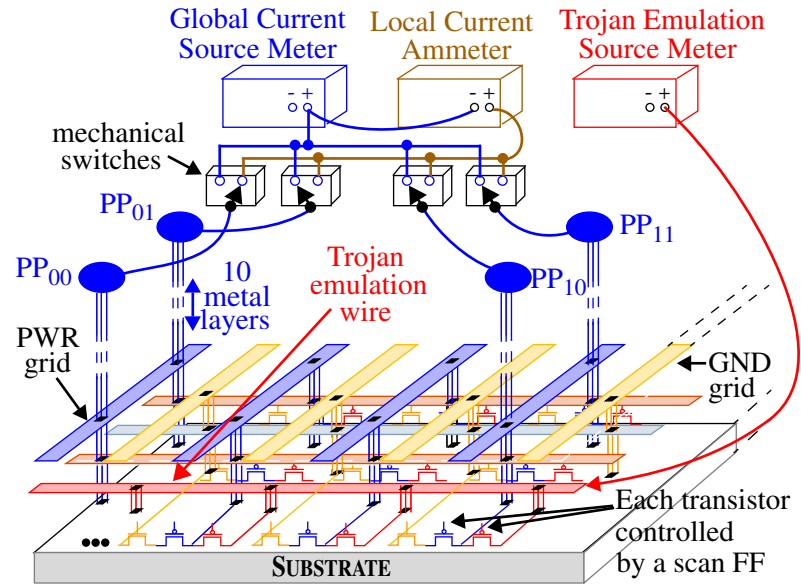 Global Current
Source Meter
Local Current
Ammeter
Trojan Emulation
Source Meter
- +
- +
- +
mechanical
switches
PP01
PP00
PP11
PP10
10
metal
layers
Trojan
emulation
wire
PWR
grid
GND
grid
Each transistor
controlled
by a scan FF
SUBSTRATE